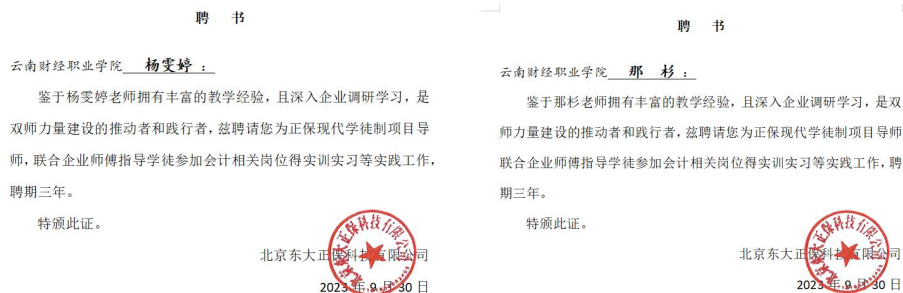 聘 书
云南财经职业学院 杨雯婷 ：
鉴于杨雯婷老师拥有丰富的教学经验，且深入企业调研学习，是
双师力量建设的推动者和践行者，兹聘请您为正保现代学徒制项目导
师，联合企业师傅指导学徒参加会计相关岗位得实训实习等实践工作，
聘期三年。
特颁此证。
北京东大正保科技有限公司
2023 年 9 月 30 日
聘 书
云南财经职业学院 那 杉 ：
鉴于那杉老师拥有丰富的教学经验，且深入企业调研学习，是双
师力量建设的推动者和践行者，兹聘请您为正保现代学徒制项目导师
联合企业师傅指导学徒参加会计相关岗位得实训实习等实践工作，聘
期三年。
特颁此证。
北京东大正保科技有限公司
2023 年 9 月 30 日